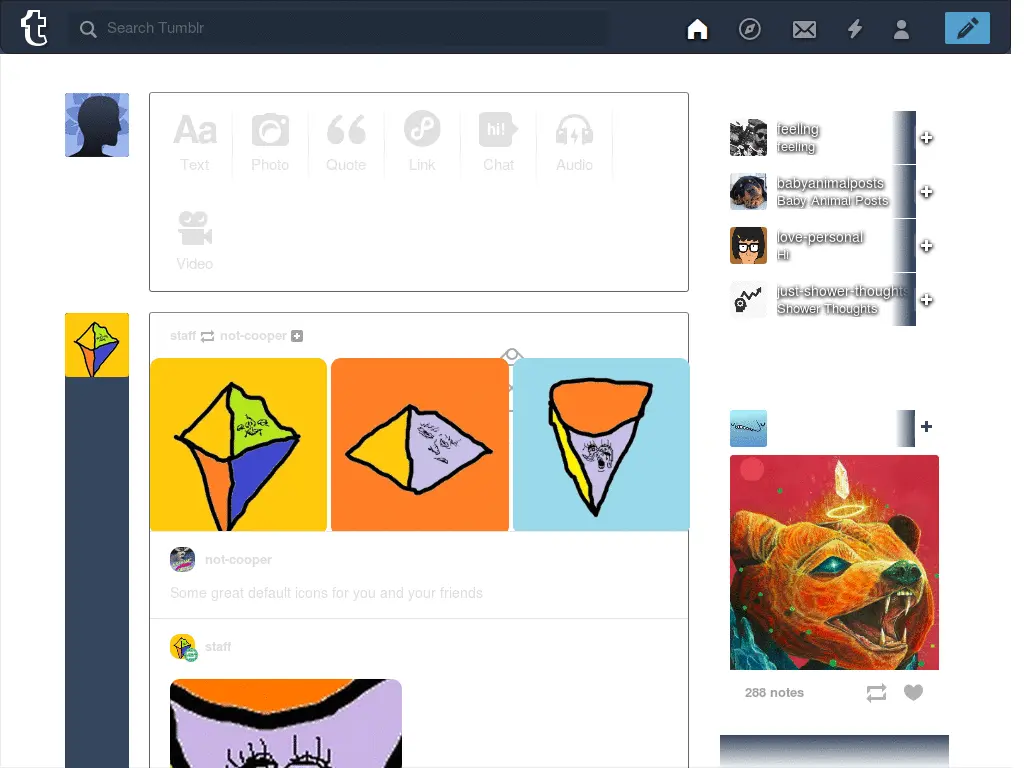 Search Tumblr
Aa
Text
Photo
Quote
Link
hi!
Chat
Audio
Video
feeling
feeling
babyanimalposts
Baby Animal Posts
love-personal
Hi
just-shower-thoughts
Shower Thoughts
staff not-cooper
not-cooper
Some great default icons for you and your friends
staff
288 notes